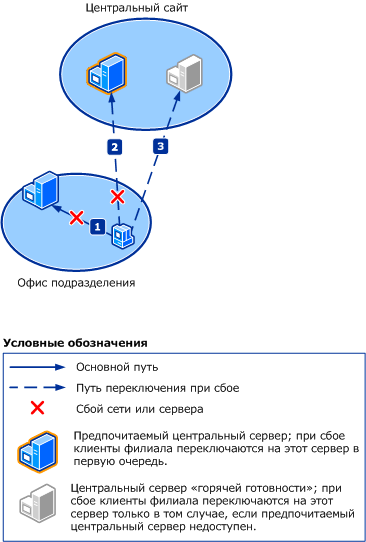 Центральный сайт
2
3
1
Офис подразделения
Условные обозначения
Основной путь
Путь переключения при сбое
Сбой сети или сервера
Предпочитаемый центральный сервер; при сбое
клиенты филиала переключаются на этот сервер в
первую очередь.
Центральный сервер «горячей готовности»; при
сбое клиенты филиала переключаются на этот
сервер только в том случае, если предпочитаемый
центральный сервер недоступен.